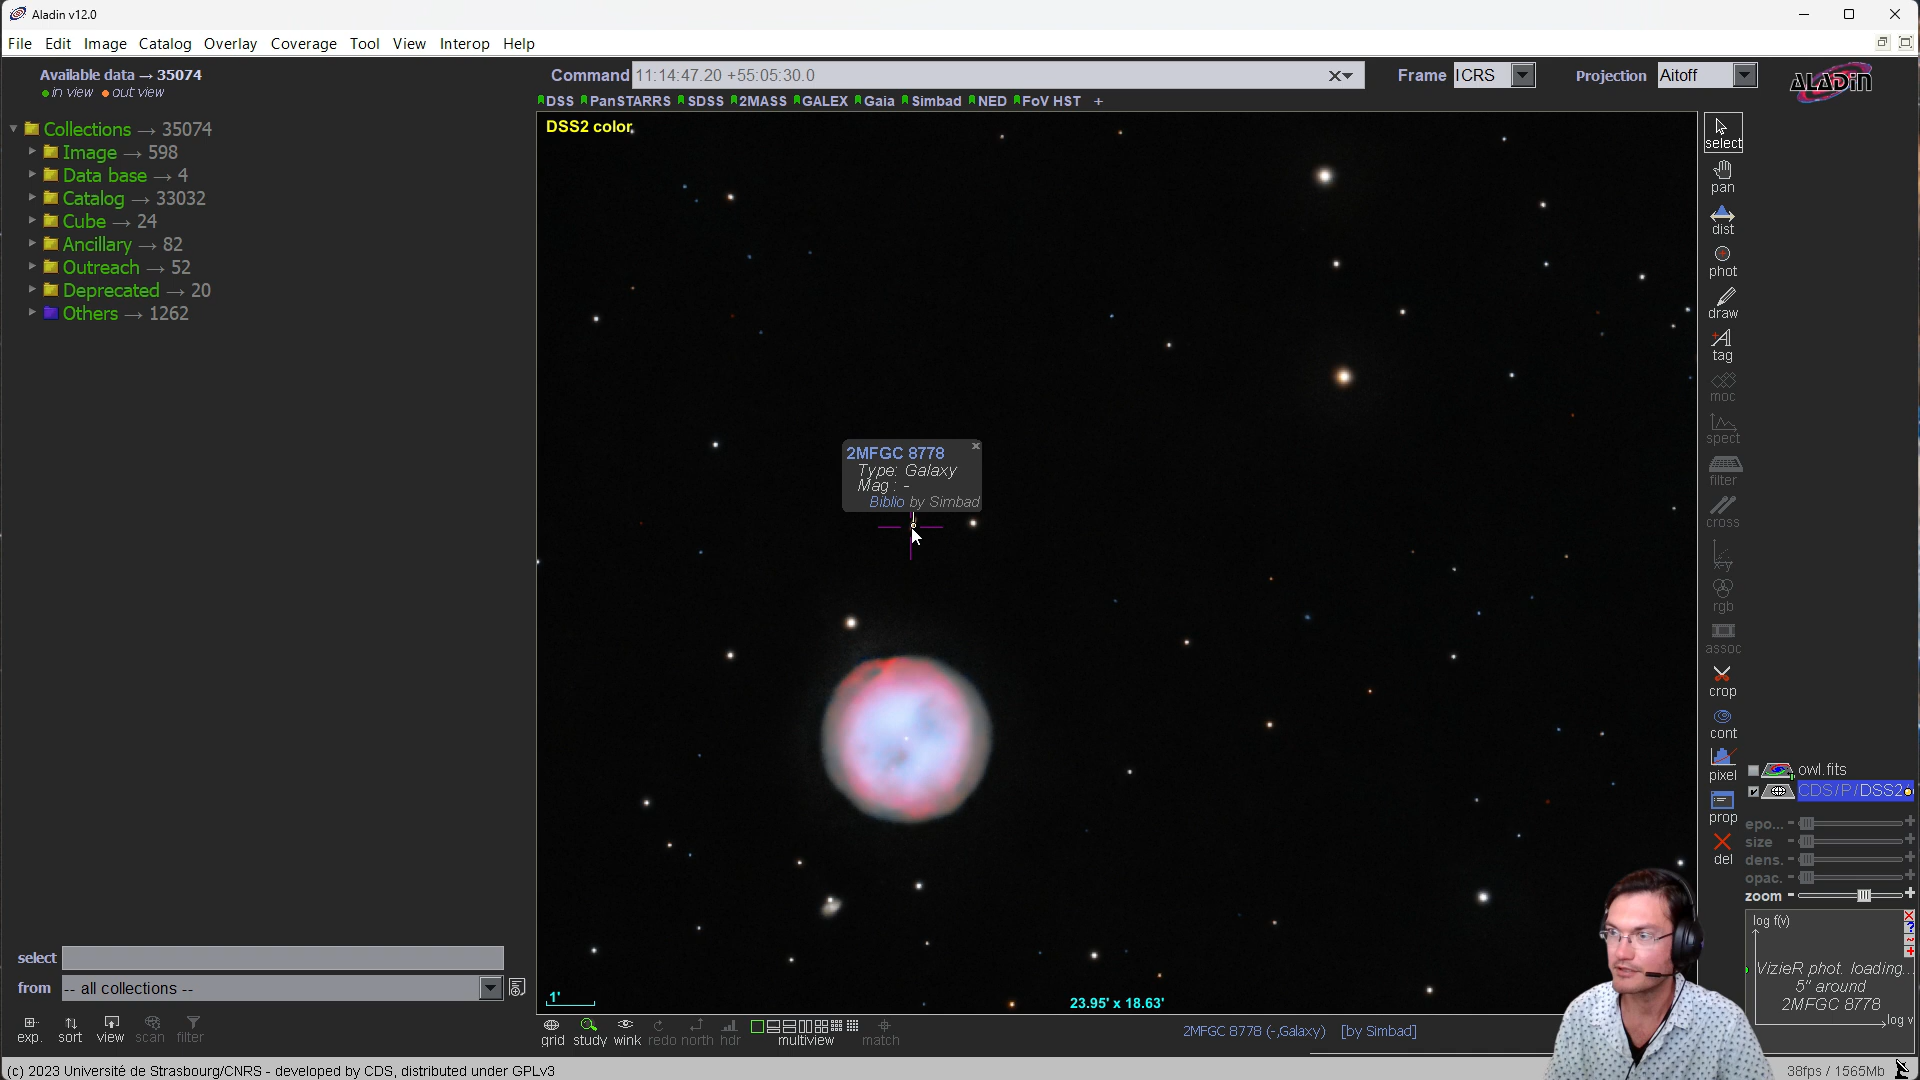 Aladin v12.0
File Edit Image Catalog Overlay Coverage Tool View Interop Help
Available data → 35074
in view out view
Command 11:14:47.20 +55:05:30.0
Frame ICRS
Projection Aitoff
ALADIN
DSS PanSTARRS SDSS 2MASS GALEX Gaia Simbad NED FoV HST +
Collections → 35074
Image → 598
Data base → 4
Catalog → 33032
Cube → 24
Ancillary → 82
Outreach → 52
Deprecated → 20
Others → 1262
DSS2 color
2MFGC 8778
Type: Galaxy
Mag : -
Biblio by Simbad
1'
23.95' x 18.63'
select
pan
dist
phot
draw
tag
moc
spect
filter
cross
x-y
rgb
assoc
crop
cont
pixel
prop
del
owl.fits
CDS/P/DSS2/
epo...
size
dens.
opac.
zoom
log f(v)
VizieR phot. loading...
5" around
2MFGC 8778
log v
select
from -- all collections --
exp. sort view scan filter
grid study wink redo north hdr multiview match
2MFGC 8778 (-,Galaxy) [by Simbad]
(c) 2023 Université de Strasbourg/CNRS - developed by CDS, distributed under GPLv3
38fps / 1565Mb